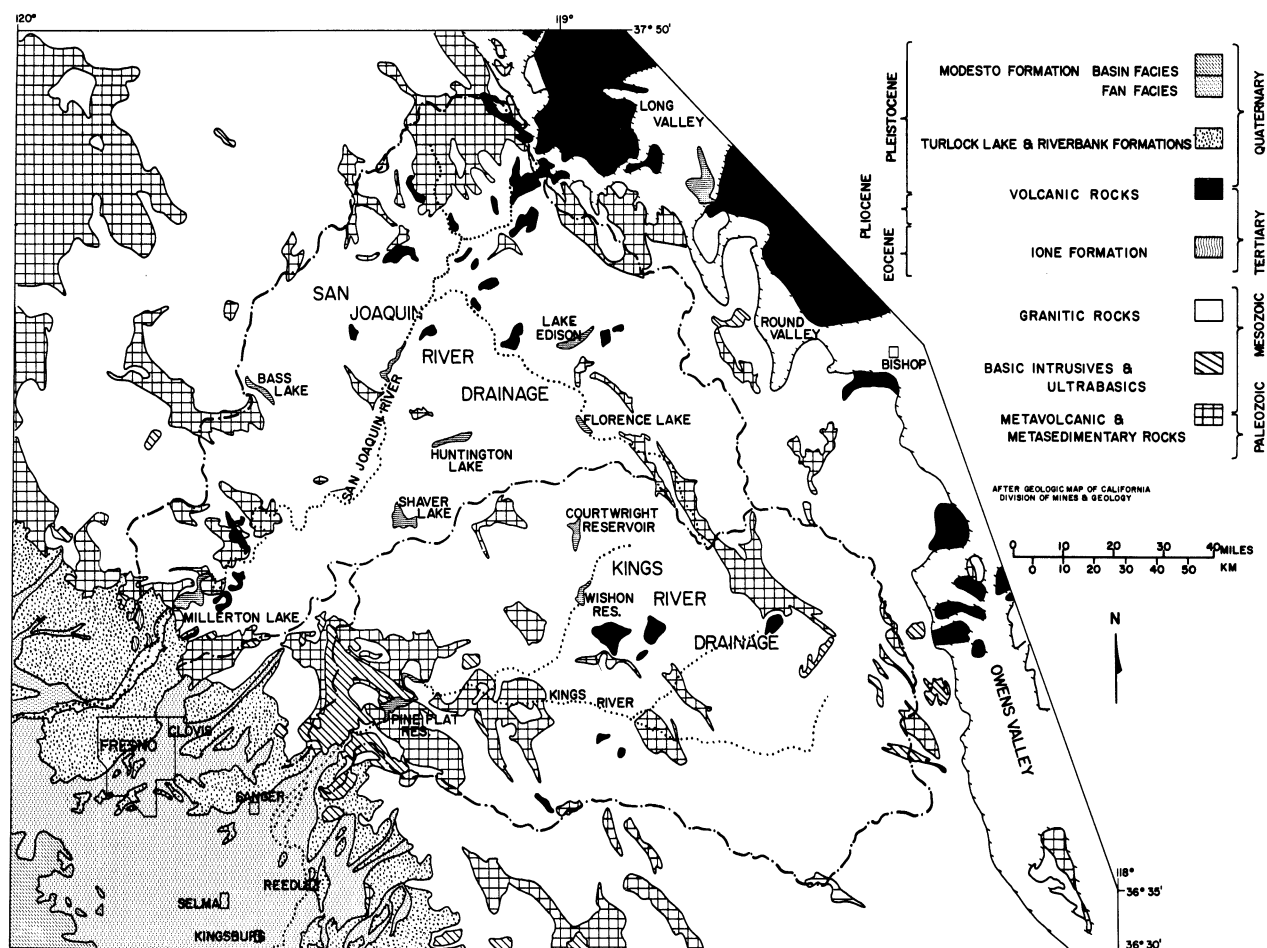 120°
119°
37° 50'
LONG
VALLEY
SAN
JOAQUIN
RIVER
DRAINAGE
LAKE
EDISON
ROUND
VALLEY
BISHOP
BASS
LAKE
SAN JOAQUIN RIVER
FLORENCE LAKE
HUNTINGTON
LAKE
SHAVER
LAKE
COURTWRIGHT
RESERVOIR
KINGS
RIVER
DRAINAGE
WISHON
RES.
MILLERTON LAKE
KINGS
RIVER
PINE FLAT
RES.
CLOVIS
FRESNO
SANGER
REEDLEY
SELMA
KINGSBURG
OWENS VALLEY
118°
36° 35'
36° 30'
MODESTO FORMATION BASIN FACIES
FAN FACIES
TURLOCK LAKE & RIVERBANK FORMATIONS
VOLCANIC ROCKS
IONE FORMATION
GRANITIC ROCKS
BASIC INTRUSIVES &
ULTRABASICS
METAVOLCANIC &
METASEDIMENTARY ROCKS
PLEISTOCENE
PLIOCENE
EOCENE
QUATERNARY
TERTIARY
MESOZOIC
PALEOZOIC
AFTER GEOLOGIC MAP OF CALIFORNIA
DIVISION OF MINES & GEOLOGY
0 10 20 30 40 MILES
0 10 20 30 40 50 60 KM
N